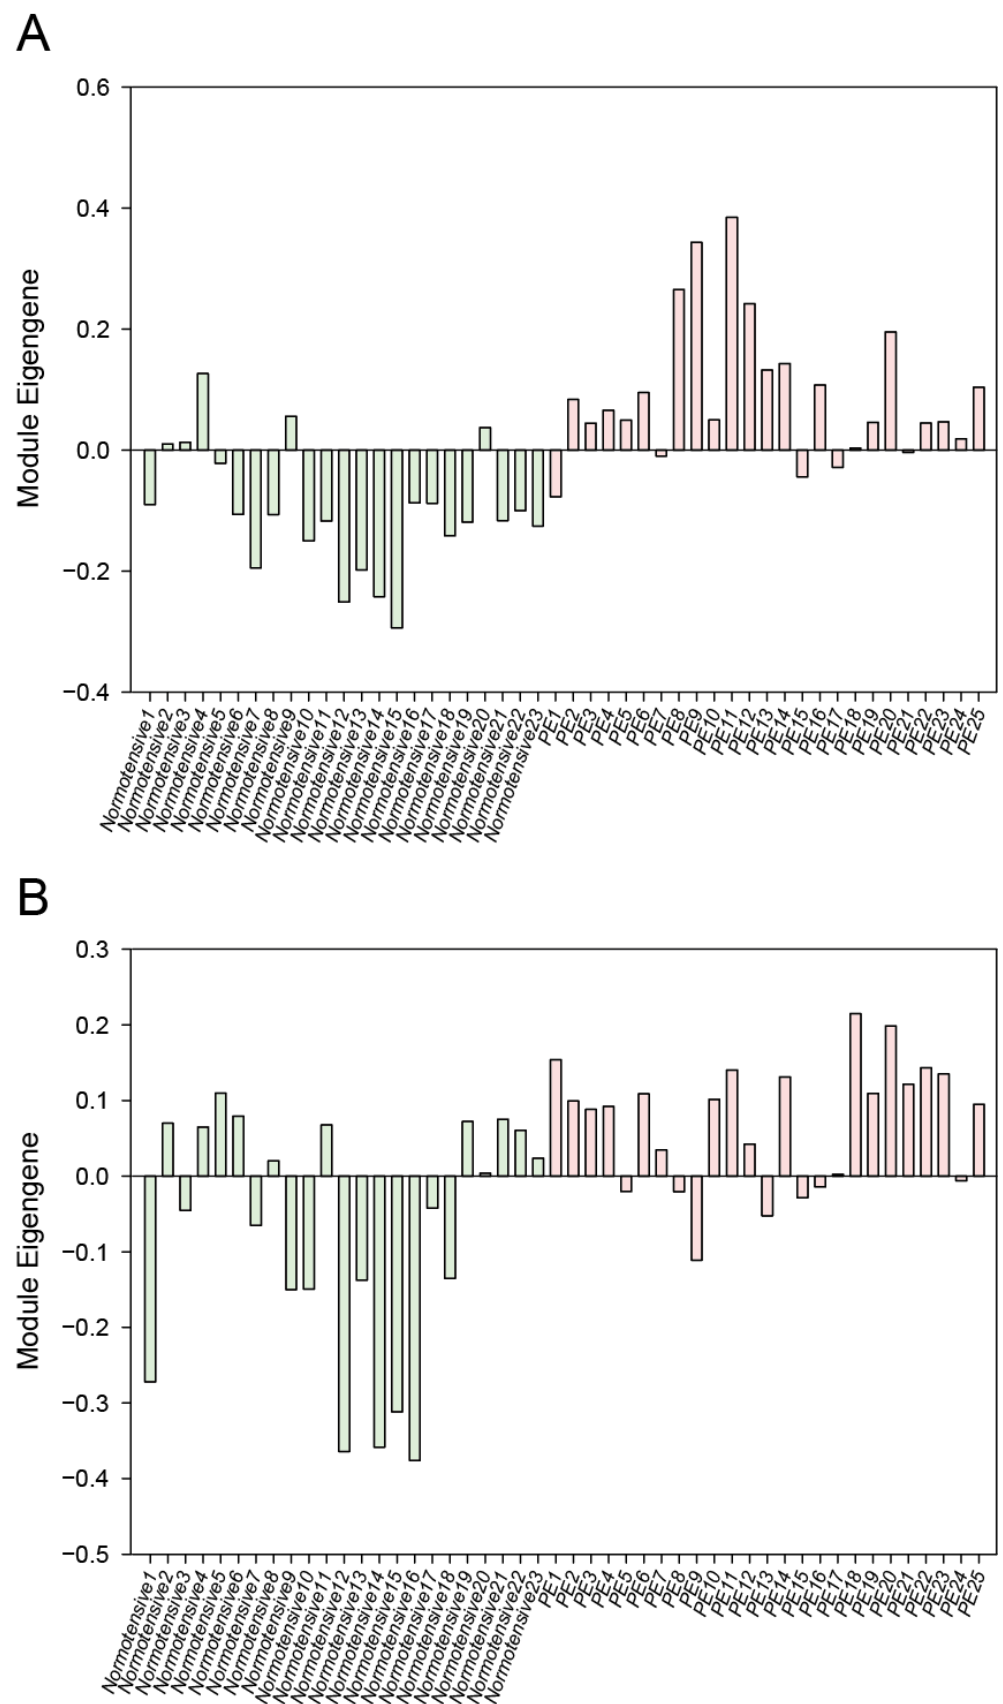 A
0.6
0.4
0.2
0.0
−0.2
−0.4
Module Eigengene
Normotensive1
Normotensive2
Normotensive3
Normotensive4
Normotensive5
Normotensive6
Normotensive7
Normotensive8
Normotensive9
Normotensive10
Normotensive11
Normotensive12
Normotensive13
Normotensive14
Normotensive15
Normotensive16
Normotensive17
Normotensive18
Normotensive19
Normotensive20
Normotensive21
Normotensive22
Normotensive23
PE1
PE2
PE3
PE4
PE5
PE6
PE7
PE8
PE9
PE10
PE11
PE12
PE13
PE14
PE15
PE16
PE17
PE18
PE19
PE20
PE21
PE22
PE23
PE24
PE25
B
0.3
0.2
0.1
0.0
−0.1
−0.2
−0.3
−0.4
−0.5
Module Eigengene
Normotensive1
Normotensive2
Normotensive3
Normotensive4
Normotensive5
Normotensive6
Normotensive7
Normotensive8
Normotensive9
Normotensive10
Normotensive11
Normotensive12
Normotensive13
Normotensive14
Normotensive15
Normotensive16
Normotensive17
Normotensive18
Normotensive19
Normotensive20
Normotensive21
Normotensive22
Normotensive23
PE1
PE2
PE3
PE4
PE5
PE6
PE7
PE8
PE9
PE10
PE11
PE12
PE13
PE14
PE15
PE16
PE17
PE18
PE19
PE20
PE21
PE22
PE23
PE24
PE25